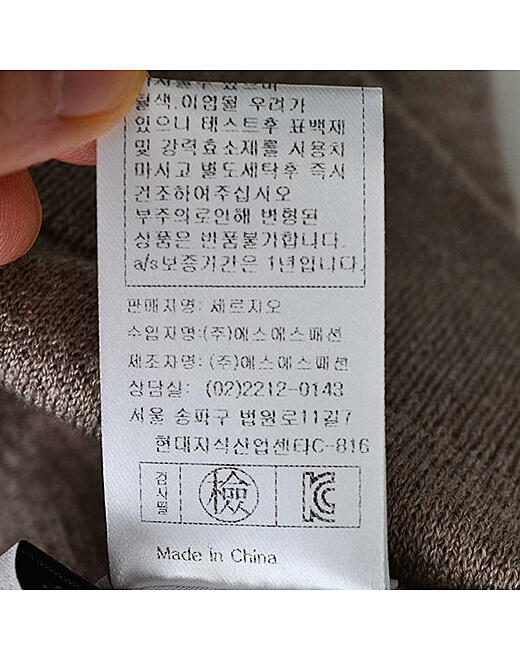 탈색.이염될 우려가
있으니 테스트후 표백제
및 강력효소제를 사용치
마시고 별도세탁후 즉시
건조하여주십시오
부주의로인해 변형된
상품은 반품불가합니다.
a/s보증기간은 1년입니다.
판매자명: 세르지오
수입자명:(주)에스에스패션
제조자명: (주)에스에스패션
상담실: (02)2212-0143
서울 송파구 법원로11길7
현대지식산업센타C-816
검사필 檢 KC
Made in China